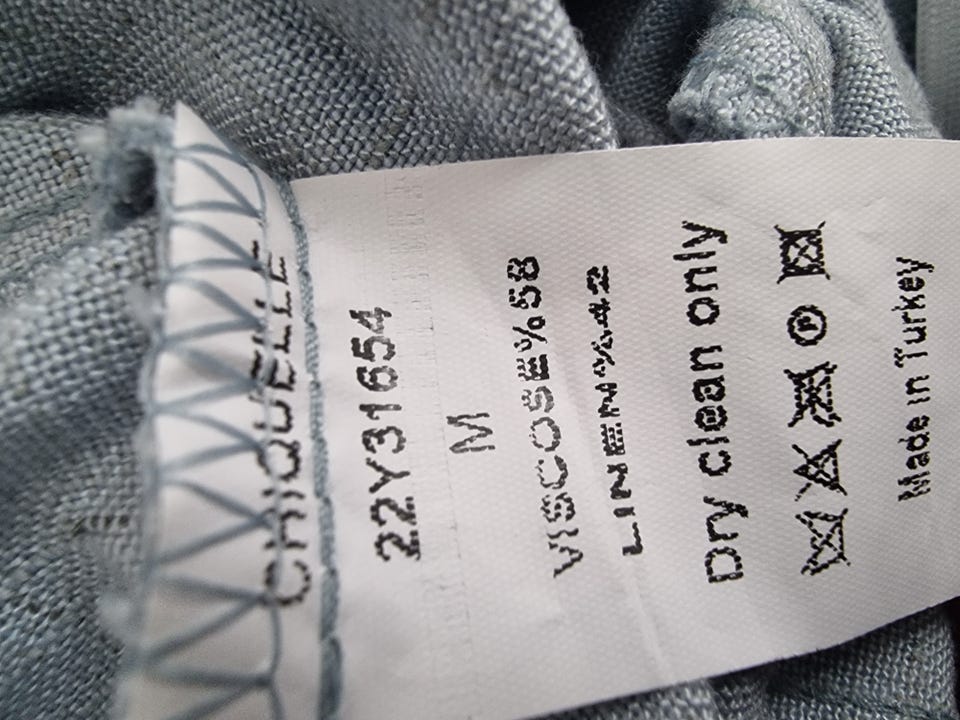 CHIQUELLE
22Y31654
M
VISCOSE%58
LINEN%42
Dry clean only
P
Made in Turkey